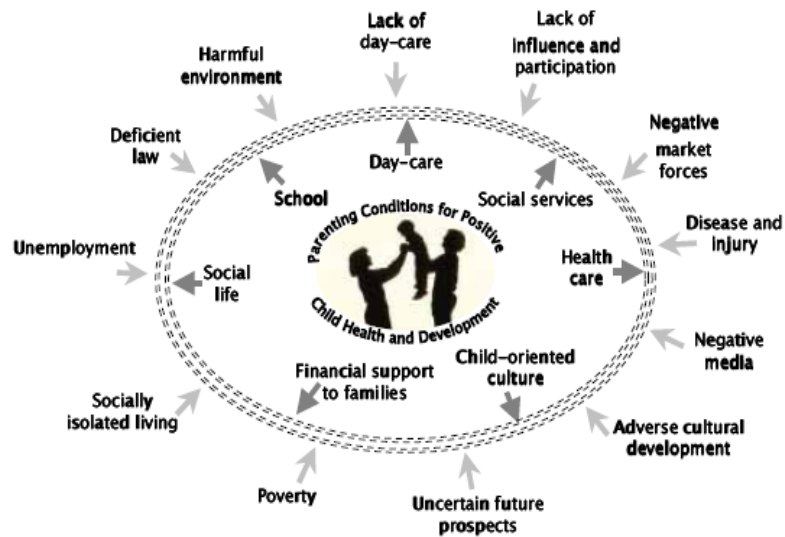 Lack of
day-care
Lack of
influence and
participation
Harmful
environment
Negative
market
forces
Deficient
law
Day-care
School
Social services
Parenting Conditions for Positive
Child Health and Development
Disease and
injury
Unemployment
Social
life
Health
care
Negative
media
Child-oriented
culture
Financial support
to families
Socially
isolated living
Adverse cultural
development
Poverty
Uncertain future
prospects